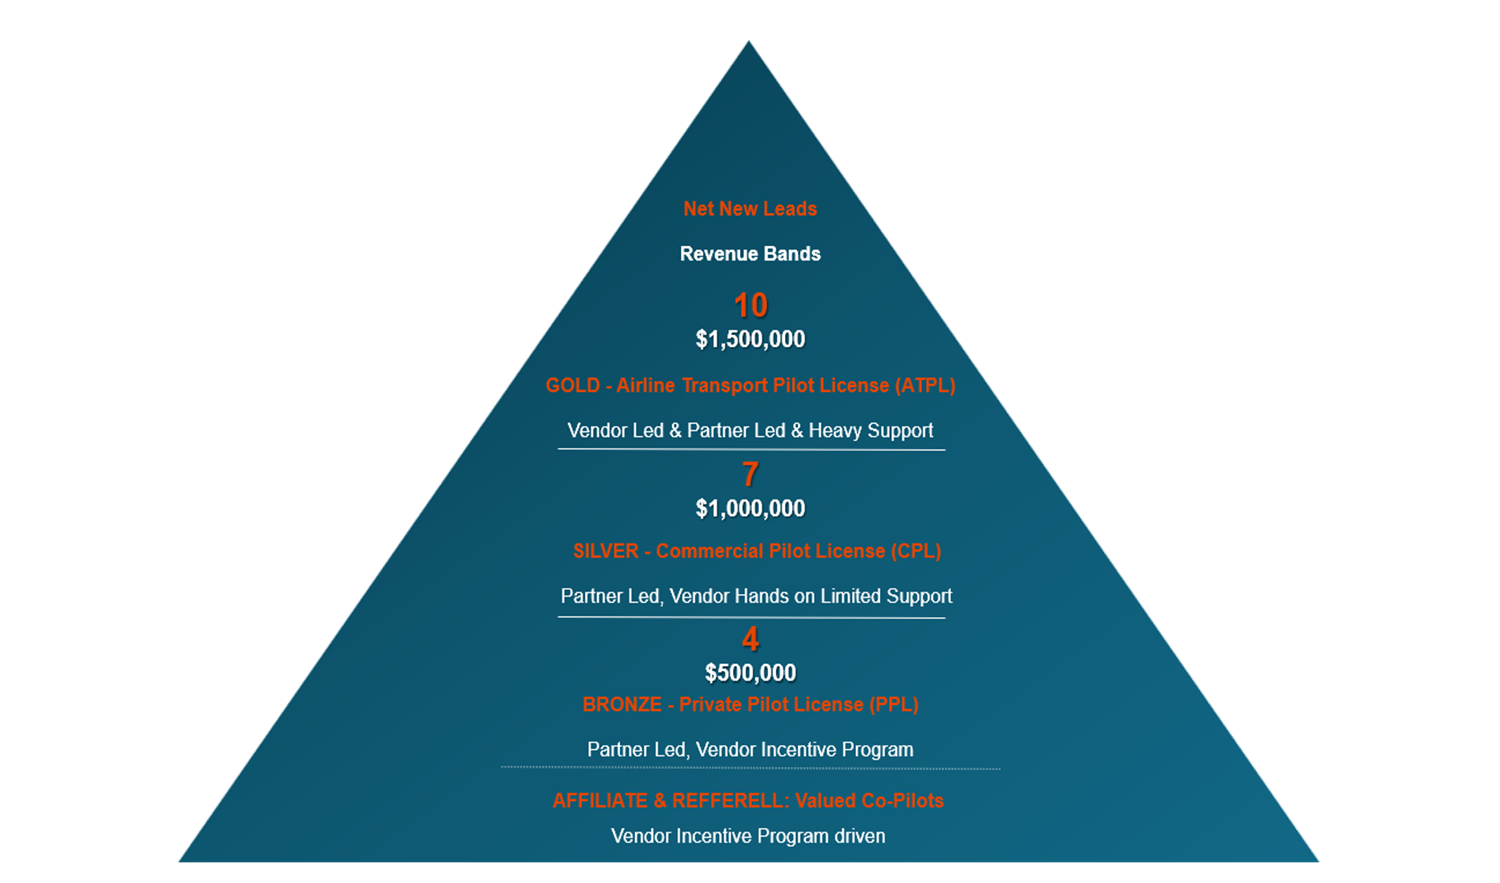 Net New Leads
Revenue Bands
10
$1,500,000
GOLD - Airline Transport Pilot License (ATPL)
Vendor Led & Partner Led & Heavy Support
7
$1,000,000
SILVER - Commercial Pilot License (CPL)
Partner Led, Vendor Hands on Limited Support
4
$500,000
BRONZE - Private Pilot License (PPL)
Partner Led, Vendor Incentive Program
AFFILIATE & REFFERELL: Valued Co-Pilots
Vendor Incentive Program driven